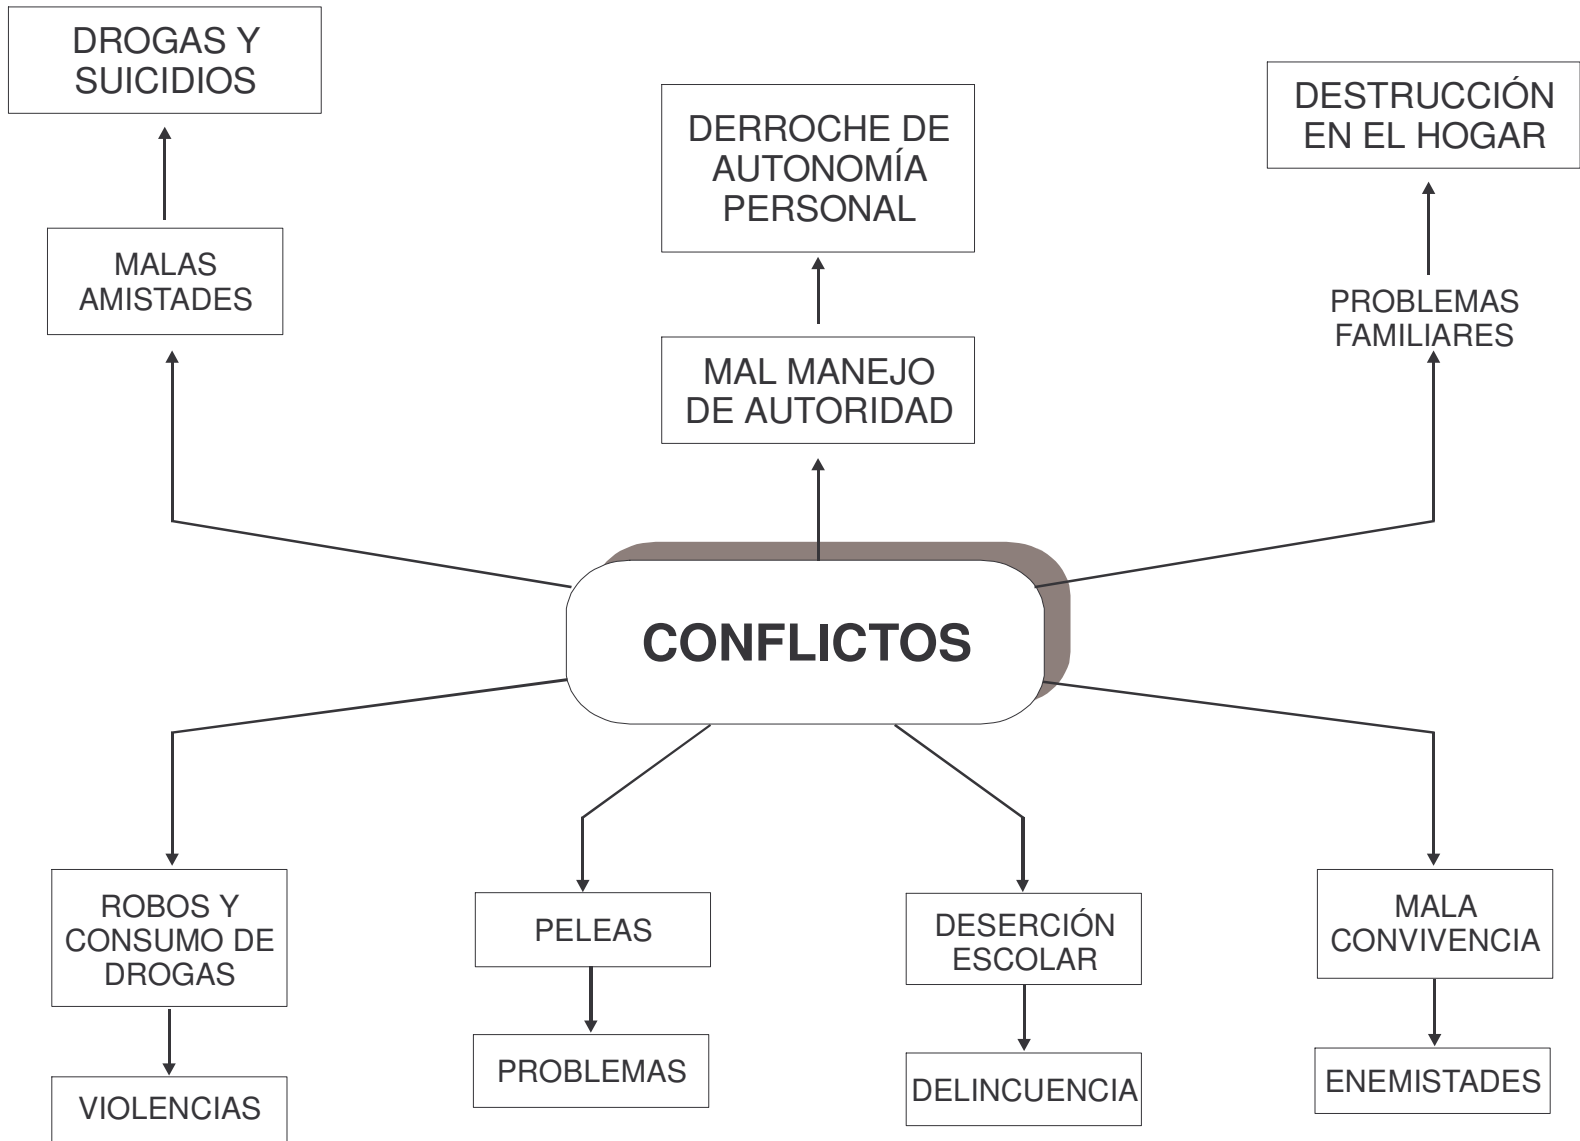 DROGAS Y
SUICIDIOS
DERROCHE DE
AUTONOMÍA
PERSONAL
DESTRUCCIÓN
EN EL HOGAR
MALAS
AMISTADES
MAL MANEJO
DE AUTORIDAD
PROBLEMAS
FAMILIARES
CONFLICTOS
ROBOS Y
CONSUMO DE
DROGAS
PELEAS
DESERCIÓN
ESCOLAR
MALA
CONVIVENCIA
VIOLENCIAS
PROBLEMAS
DELINCUENCIA
ENEMISTADES